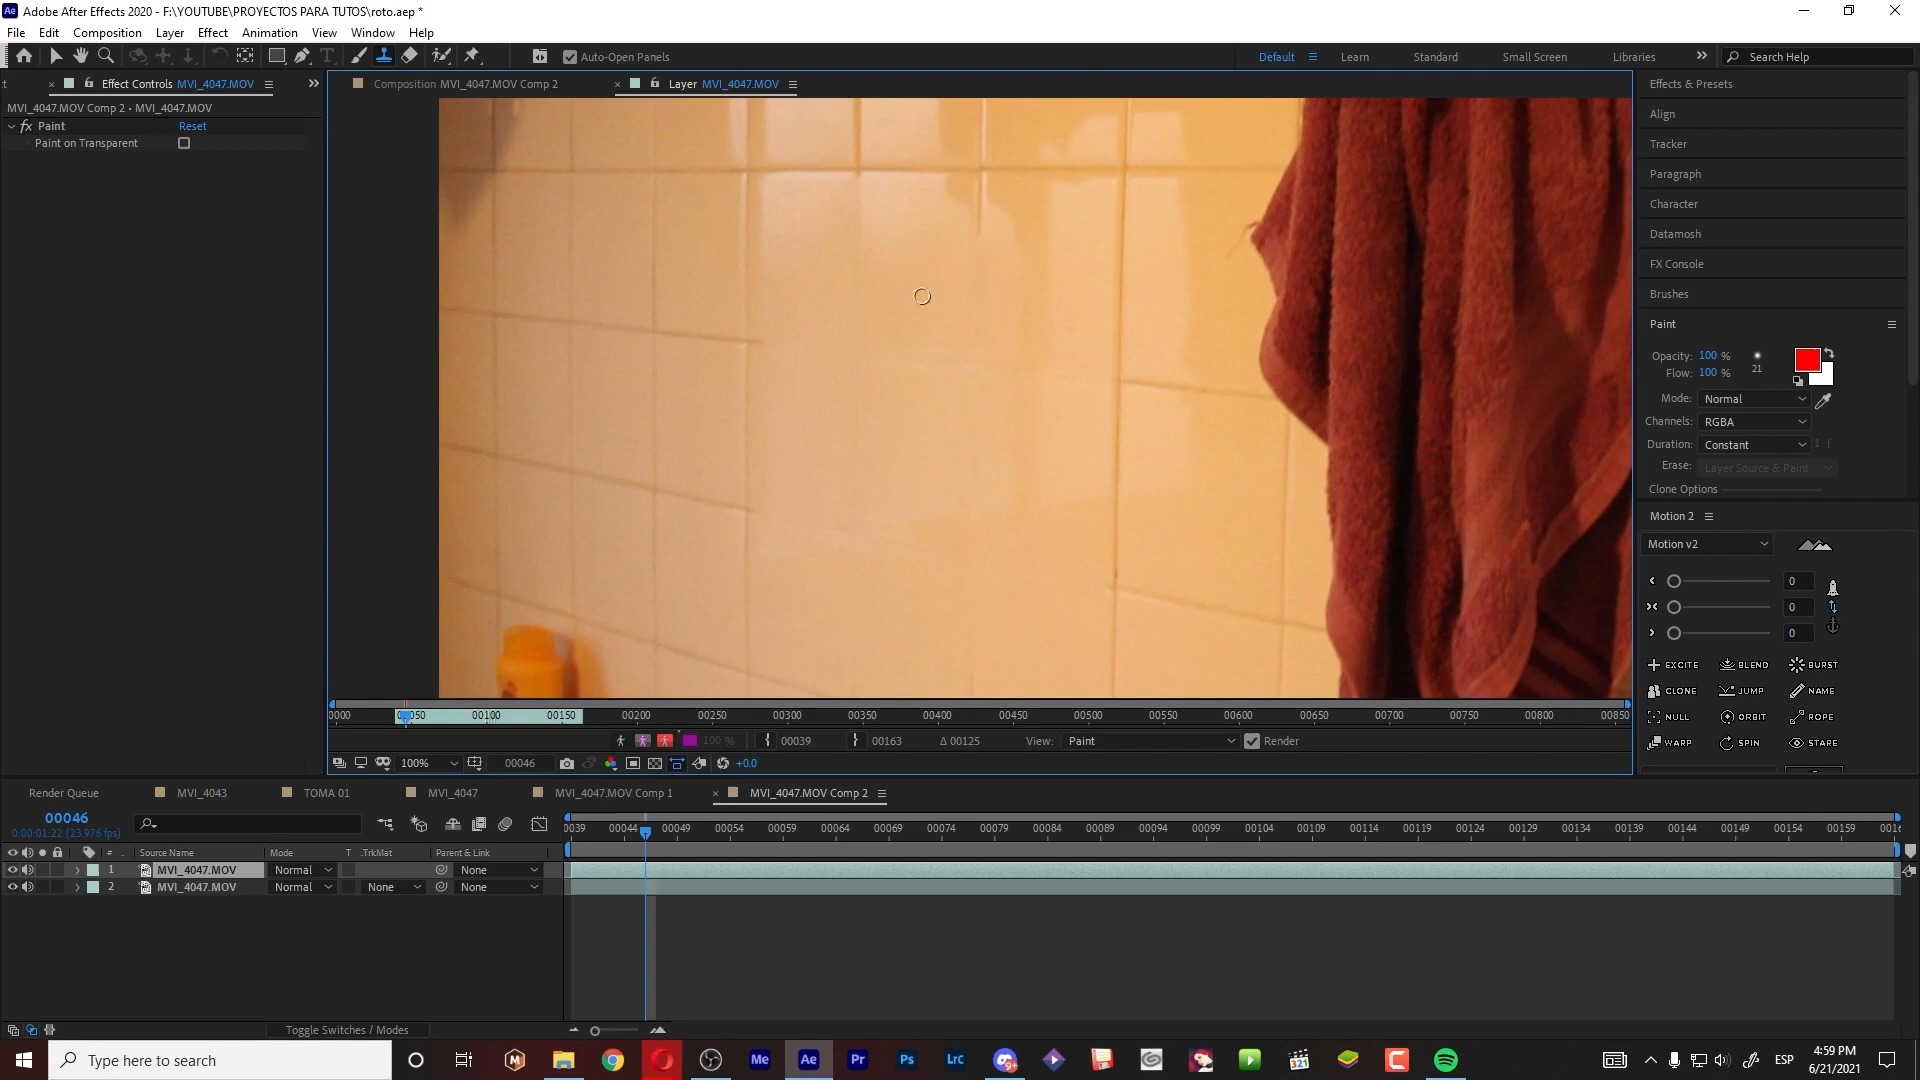 Adobe After Effects 2020 - F:\YOUTUBE\PROYECTOS PARA TUTOS\roto.aep *
File Edit Composition Layer Effect Animation View Window Help
Auto-Open Panels
Default Learn Standard Small Screen Libraries Search Help
Effect Controls MVI_4047.MOV
Composition MVI_4047.MOV Comp 2
Layer MVI_4047.MOV
MVI_4047.MOV Comp 2 • MVI_4047.MOV
fx Paint Reset
Paint on Transparent
Effects & Presets
Align
Tracker
Paragraph
Character
Datamosh
FX Console
Brushes
Paint
Opacity: 100 %
Flow: 100 %
21
Mode: Normal
Channels: RGBA
Duration: Constant 1 f
Erase: Layer Source & Paint
Clone Options
Motion 2
Motion v2
0
0
0
EXCITE BLEND BURST
CLONE JUMP NAME
NULL ORBIT ROPE
WARP SPIN STARE
0000 00050 00100 00150 00200 00250 00300 00350 00400 00450 00500 00550 00600 00650 00700 00750 00800 00850
100 % 00039 00163 Δ 00125 View: Paint Render
100% 00046 +0.0
Render Queue MVI_4043 TOMA 01 MVI_4047 MVI_4047.MOV Comp 1 MVI_4047.MOV Comp 2
00046
0:00:01:22 (23.976 fps)
0039 00044 00049 00054 00059 00064 00069 00074 00079 00084 00089 00094 00099 00104 00109 00114 00119 00124 00129 00134 00139 00144 00149 00154 00159 0016
# Source Name Mode T .TrkMat Parent & Link
1 MVI_4047.MOV Normal None
2 MVI_4047.MOV Normal None None
Toggle Switches / Modes
Type here to search
Me Ae Pr Ps Lrc
9+
321
ESP
4:59 PM
6/21/2021